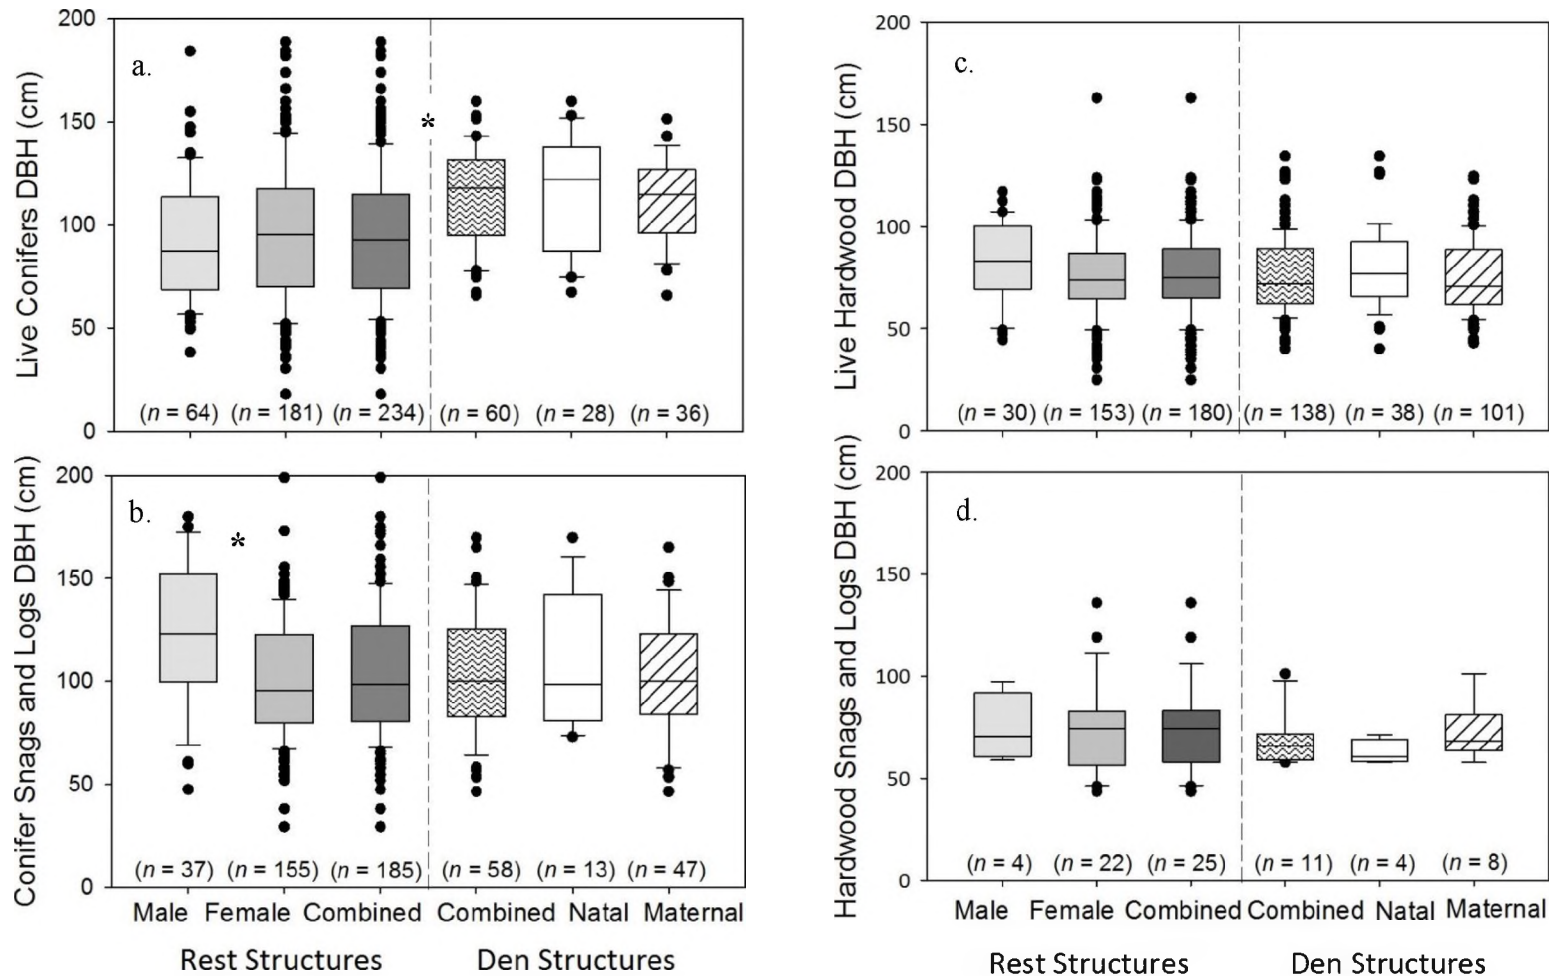 Live Conifers DBH (cm)
200
150
100
50
0
a.
*
(n = 64) (n = 181) (n = 234) (n = 60) (n = 28) (n = 36)
Live Hardwood DBH (cm)
200
150
100
50
0
c.
(n = 30) (n = 153) (n = 180) (n = 138) (n = 38) (n = 101)
Conifer Snags and Logs DBH (cm)
200
150
100
50
0
b.
*
(n = 37) (n = 155) (n = 185) (n = 58) (n = 13) (n = 47)
Male Female Combined Combined Natal Maternal
Rest Structures Den Structures
Hardwood Snags and Logs DBH (cm)
200
150
100
50
0
d.
(n = 4) (n = 22) (n = 25) (n = 11) (n = 4) (n = 8)
Male Female Combined Combined Natal Maternal
Rest Structures Den Structures